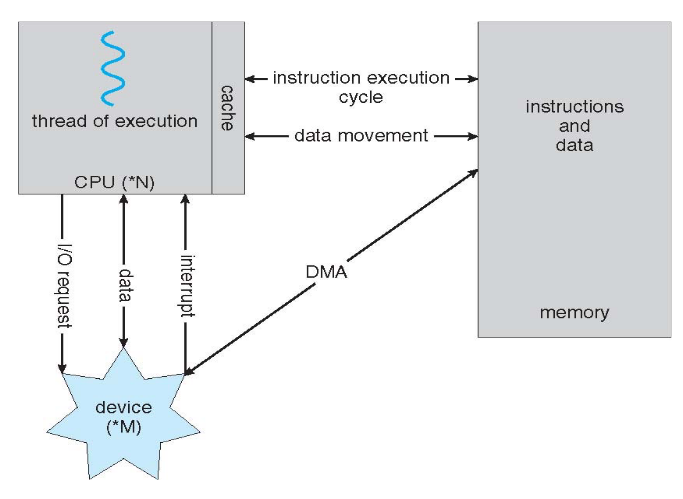 thread of execution
cache
CPU (*N)
instruction execution
cycle
data movement
instructions
and
data
memory
I/O request
data
interrupt
DMA
device
(*M)